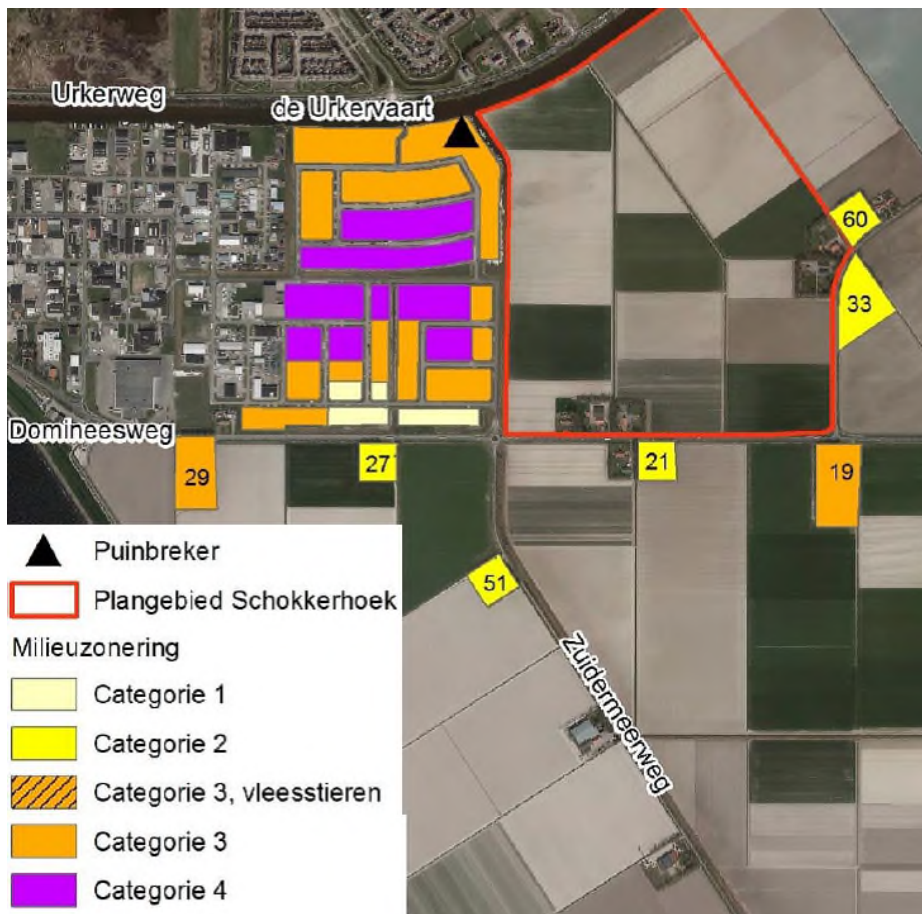 Urkerweg
de Urkervaart
60
33
Domineesweg
29
27
21
19
51
Zuidermeerweg
Puinbreker
Plangebied Schokkerhoek
Milieuzonering
Categorie 1
Categorie 2
Categorie 3, vleesstieren
Categorie 3
Categorie 4